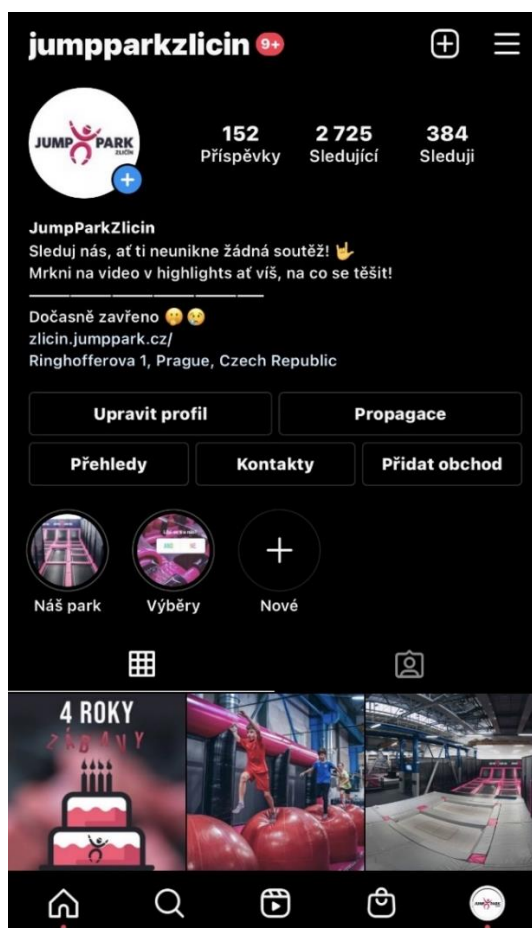 jumpparkzlicin 9+
JUMP PARK
ZLIČÍN
152 2 725 384
Příspěvky Sledující Sleduji
JumpParkZlicin
Sleduj nás, ať ti neunikne žádná soutěž! 🤟
Mrkni na video v highlights ať víš, na co se těšit!
Dočasně zavřeno 🤭😢
zlicin.jumppark.cz/
Ringhofferova 1, Prague, Czech Republic
Upravit profil Propagace
Přehledy Kontakty Přidat obchod
Náš park Výběry Nové
4 ROKY
ZÁBAVY